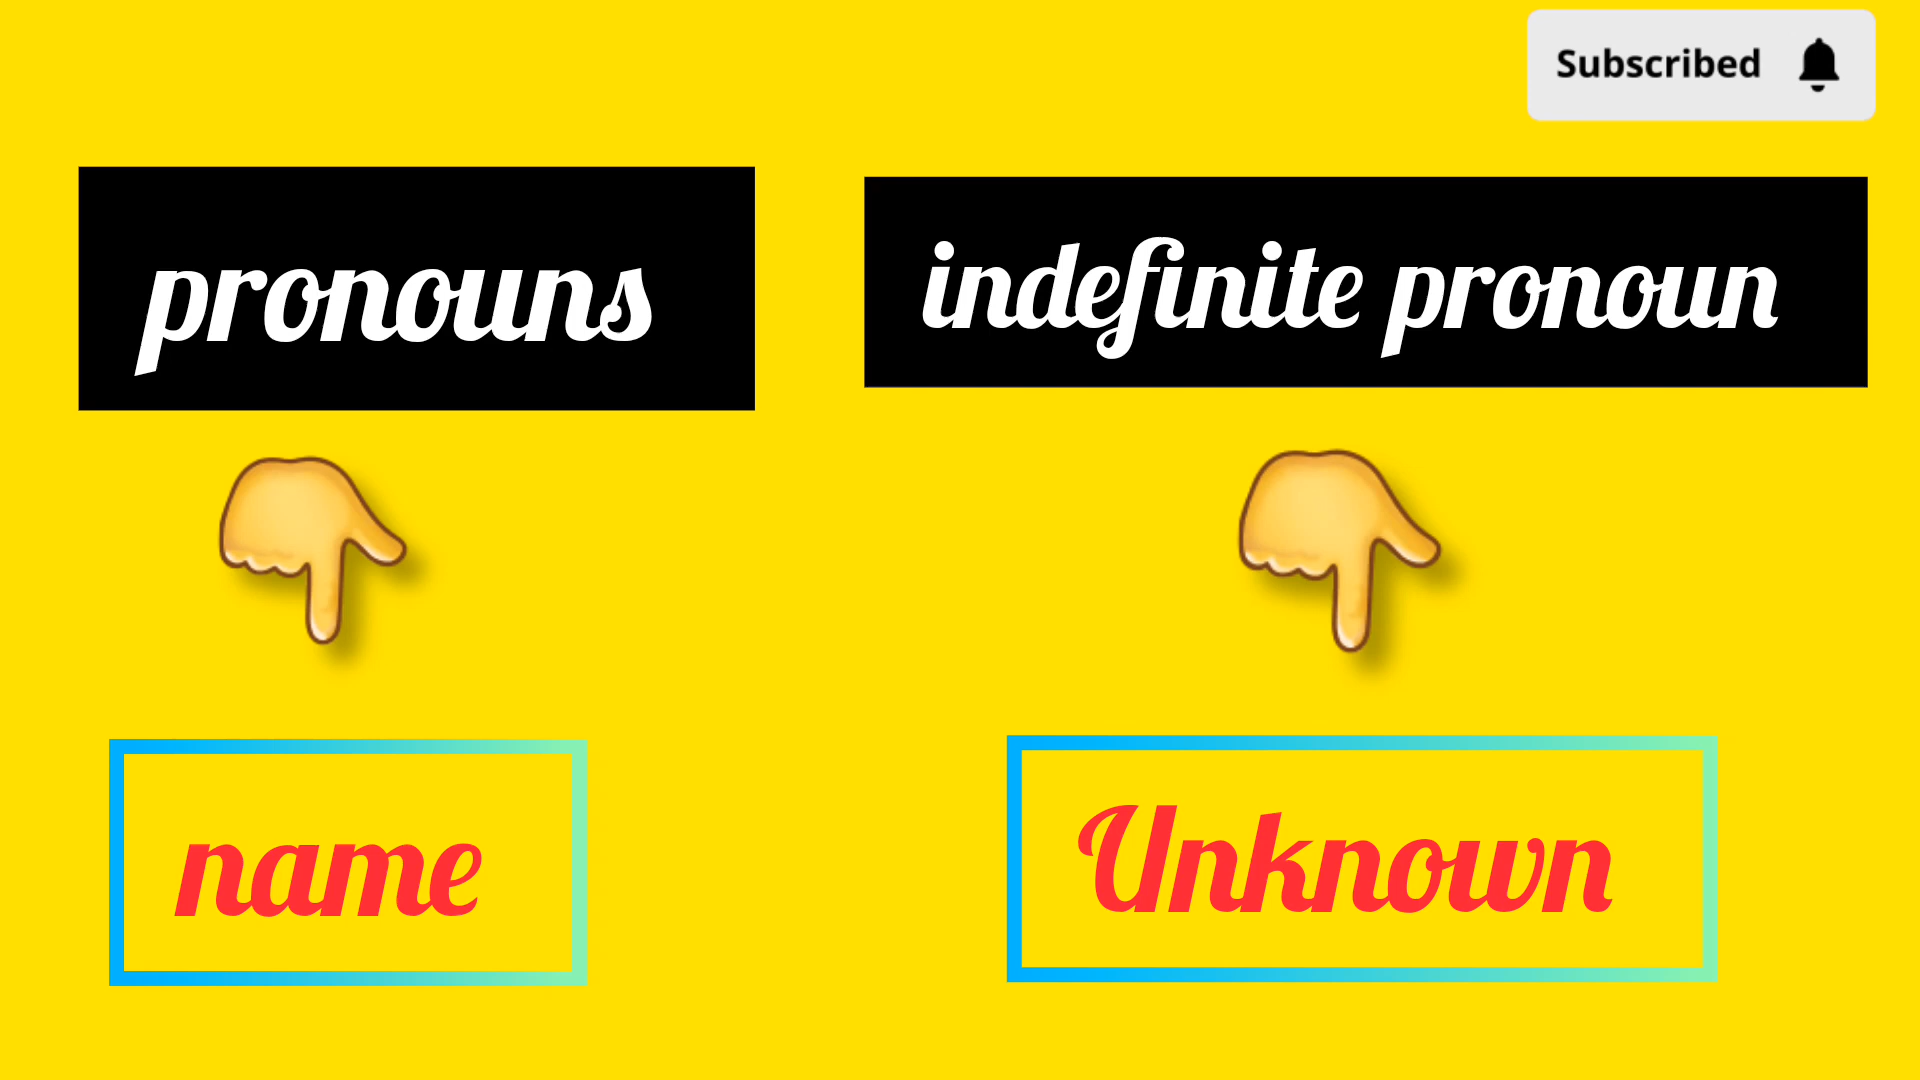 Subscribed
pronouns
indefinite pronoun
name
Unknown